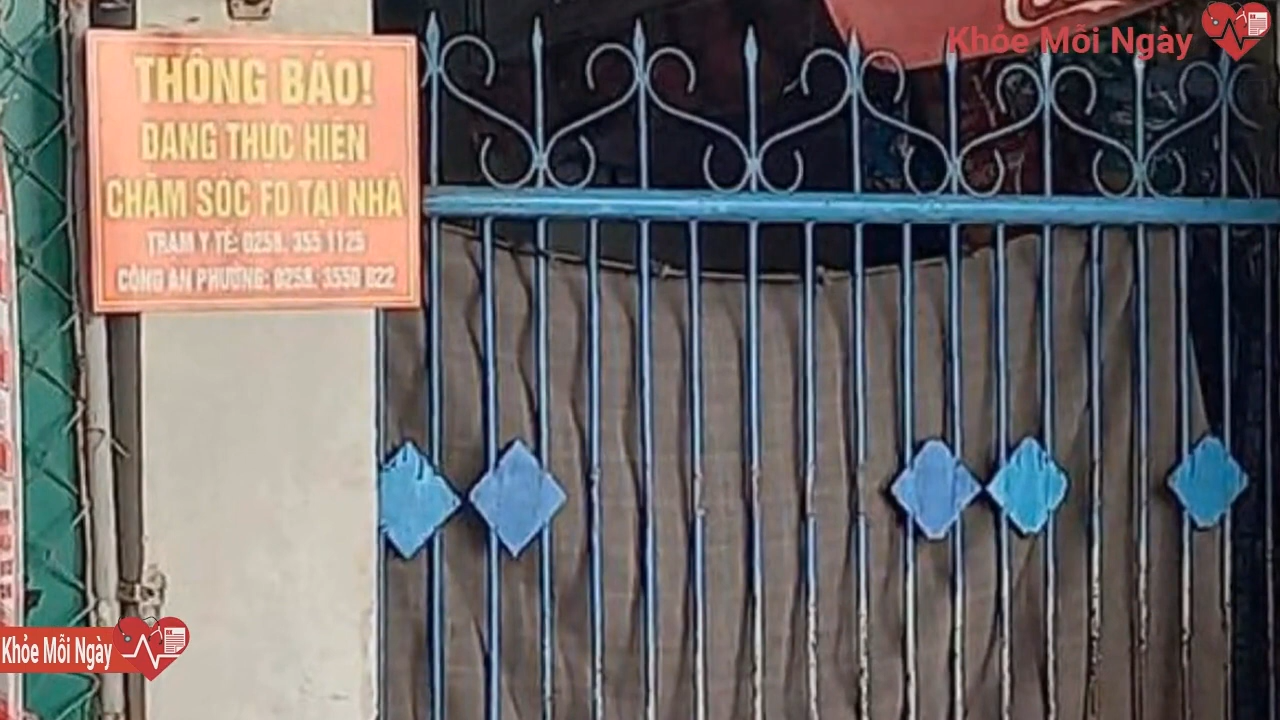 THÔNG BÁO!
ĐANG THỰC HIỆN
CHĂM SÓC F0 TẠI NHÀ
TRẠM Y TẾ: 0258. 355 1125
CÔNG AN PHƯỜNG: 0258. 3550 822
Khỏe Mỗi Ngày
Khỏe Mỗi Ngày